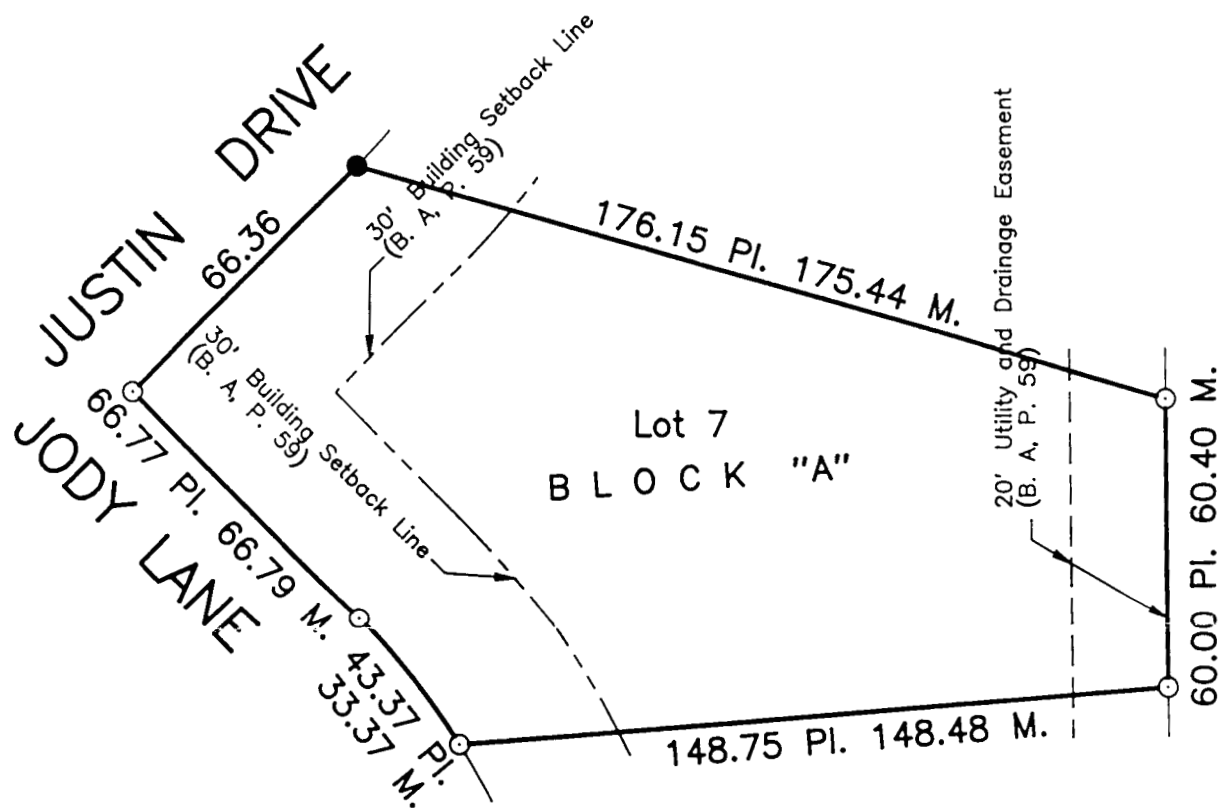 JUSTIN DRIVE
66.36
30' Building Setback Line
(B. A, P. 59)
176.15 Pl. 175.44 M.
20' Utility and Drainage Easement
(B. A, P. 59)
30' Building Setback Line
(B. A, P. 59)
Lot 7
BLOCK "A"
60.00 Pl. 60.40 M.
66.77 Pl. 66.79 M.
JODY LANE
43.37 Pl.
33.37 M.
148.75 Pl. 148.48 M.